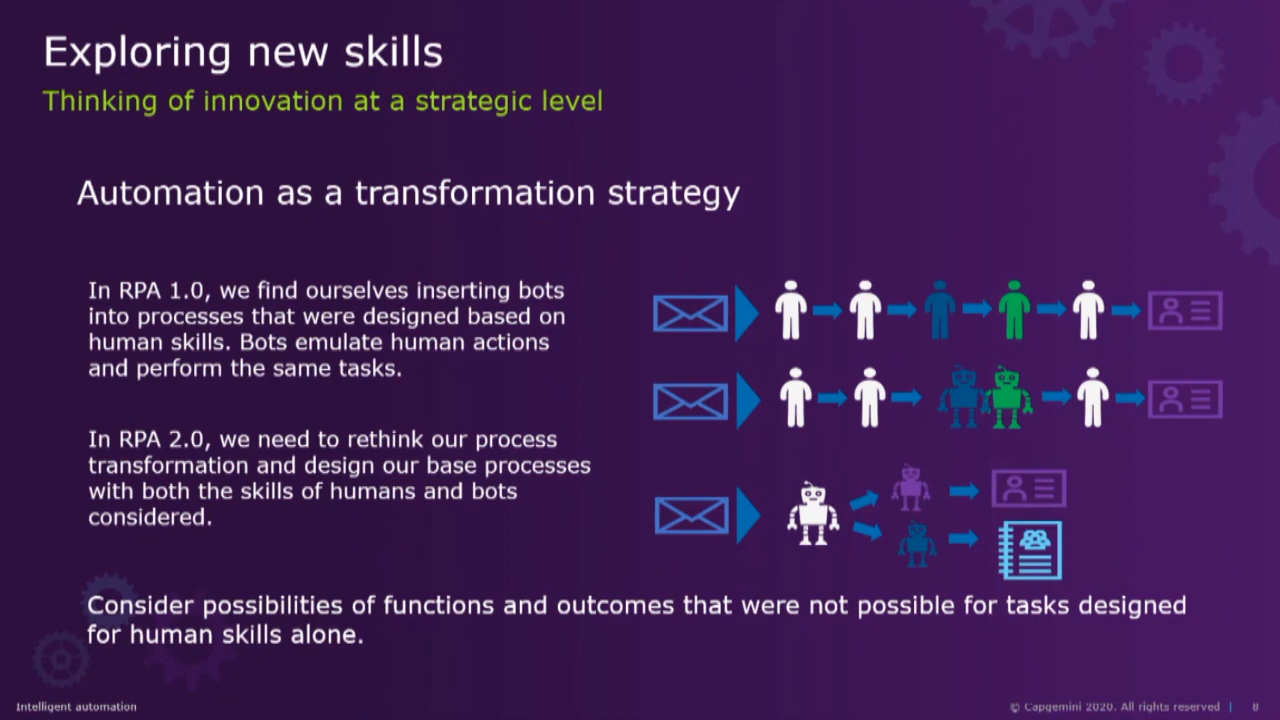 Exploring new skills
Thinking of innovation at a strategic level
Automation as a transformation strategy
In RPA 1.0, we find ourselves inserting bots
into processes that were designed based on
human skills. Bots emulate human actions
and perform the same tasks.
In RPA 2.0, we need to rethink our process
transformation and design our base processes
with both the skills of humans and bots
considered.
Consider possibilities of functions and outcomes that were not possible for tasks designed
for human skills alone.
Intelligent automation
© Capgemini 2020. All rights reserved | 8